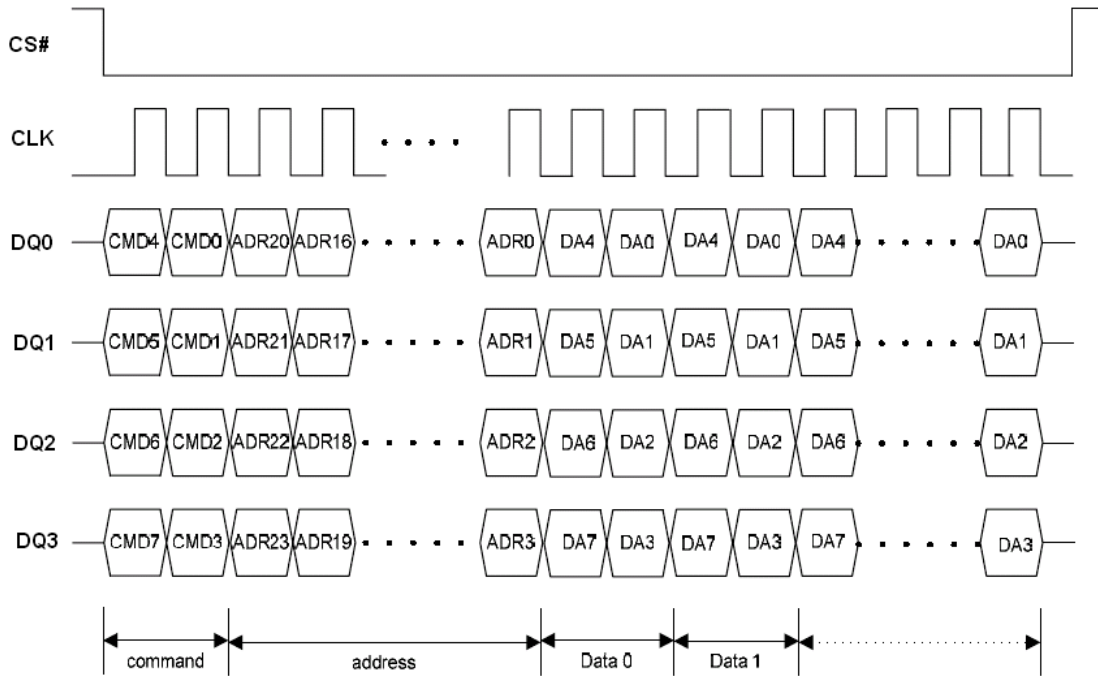 CS#
CLK
DQ0 CMD4 CMD0 ADR20 ADR16 ADR0 DA4 DA0 DA4 DA0 DA4 DA0
DQ1 CMD5 CMD1 ADR21 ADR17 ADR1 DA5 DA1 DA5 DA1 DA5 DA1
DQ2 CMD6 CMD2 ADR22 ADR18 ADR2 DA6 DA2 DA6 DA2 DA6 DA2
DQ3 CMD7 CMD3 ADR23 ADR19 ADR3 DA7 DA3 DA7 DA3 DA7 DA3
command address Data 0 Data 1